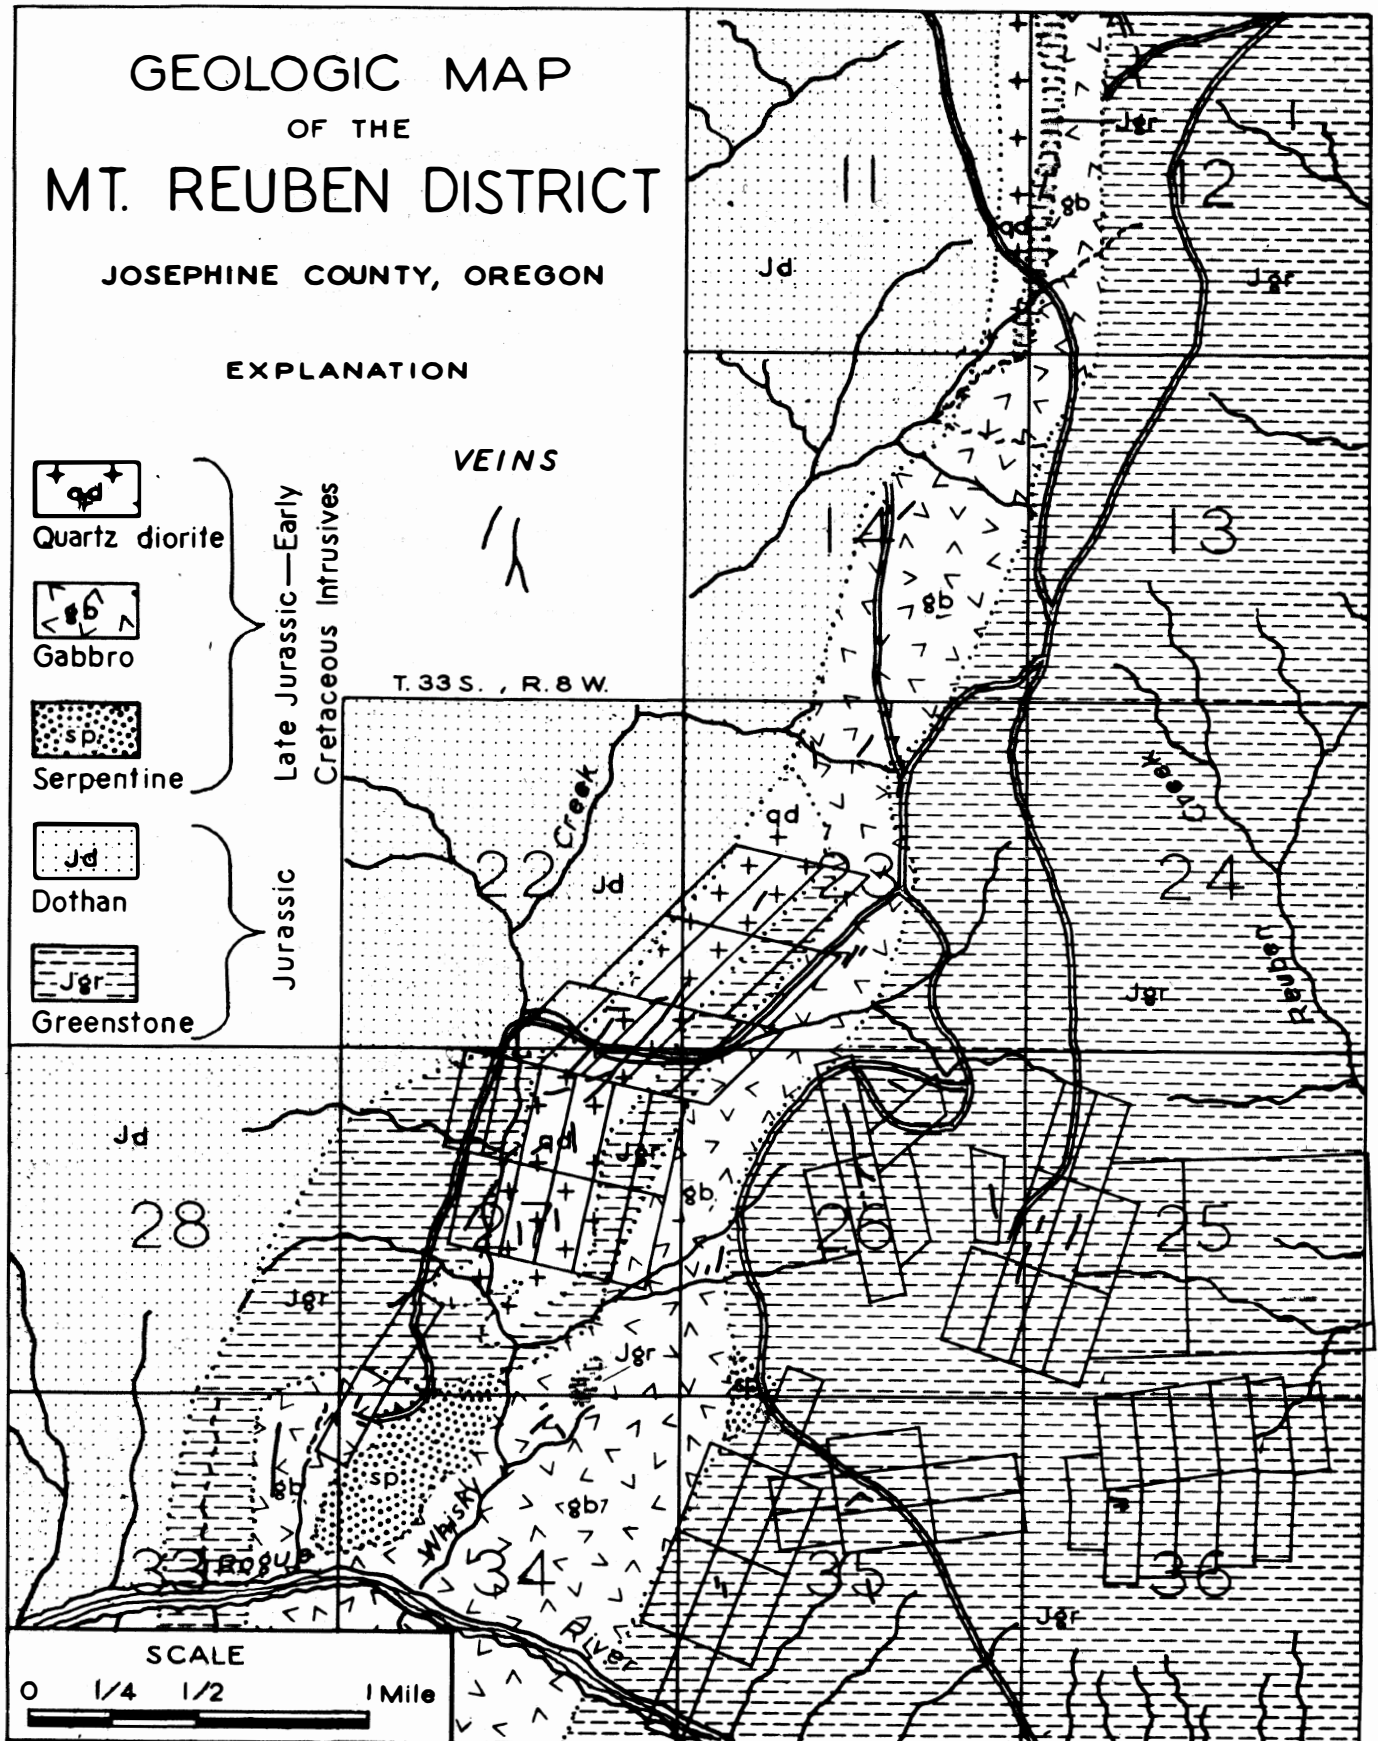 GEOLOGIC MAP
OF THE
MT. REUBEN DISTRICT
JOSEPHINE COUNTY, OREGON
EXPLANATION
VEINS
qd
Quartz diorite
gb
Gabbro
sp
Serpentine
Late Jurassic—Early
Cretaceous Intrusives
Jd
Dothan
Jgr
Greenstone
Jurassic
T. 33 S. , R. 8 W.
11
12
Jgr
gb
qd
Jd
Jgr
14
13
gb
Creek
22
Jd
qd
23
24
Reuben
Creek
Jgr
Jd
28
qd
Jgr
gb
26
25
Jgr
Jgr
sp
gb
sp
gb
Whisky
33
Rogue
34
35
36
River
Jgr
SCALE
0 1/4 1/2 1 Mile